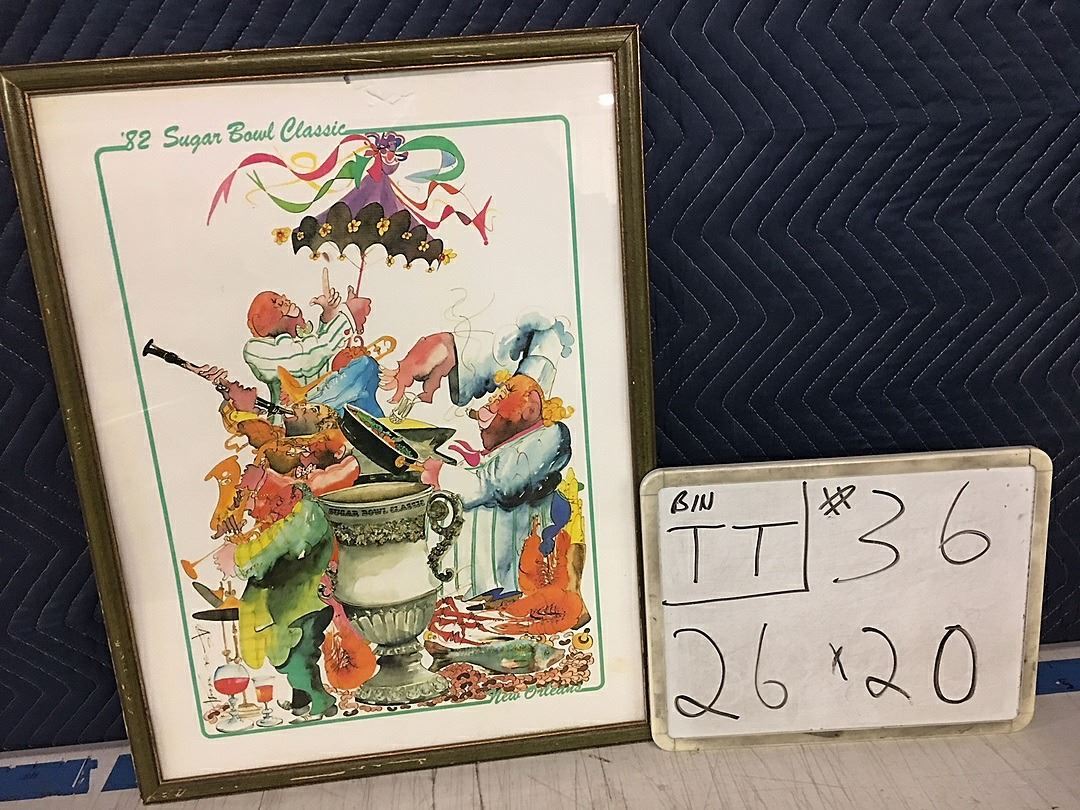 '82 Sugar Bowl Classic
SUGAR BOWL CLASSIC
New Orleans
BIN
TT
#36
26 x 20